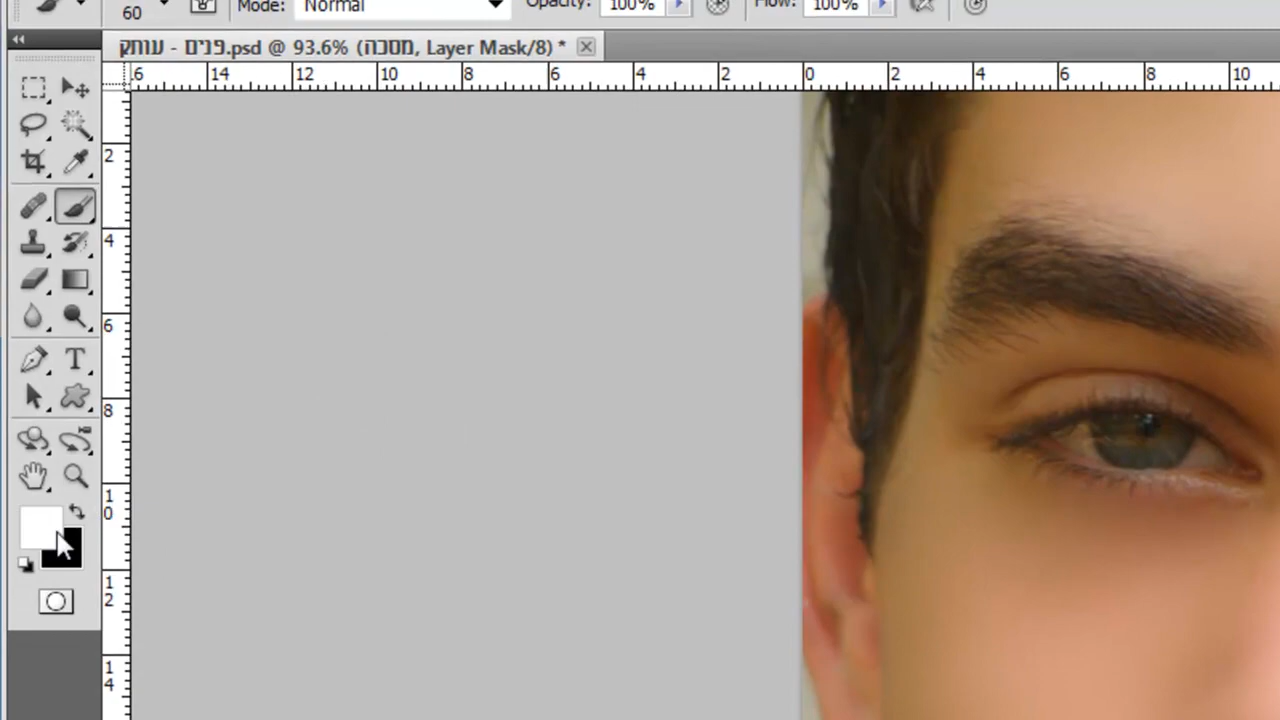 60 Mode: Normal Opacity: 100% Flow: 100%
עותק - פנים.psd @ 93.6% (מסכה, Layer Mask/8) *
16 14 12 10 8 6 4 2 0 2 4 6 8 10
2
4
6
8
10
12
14
T